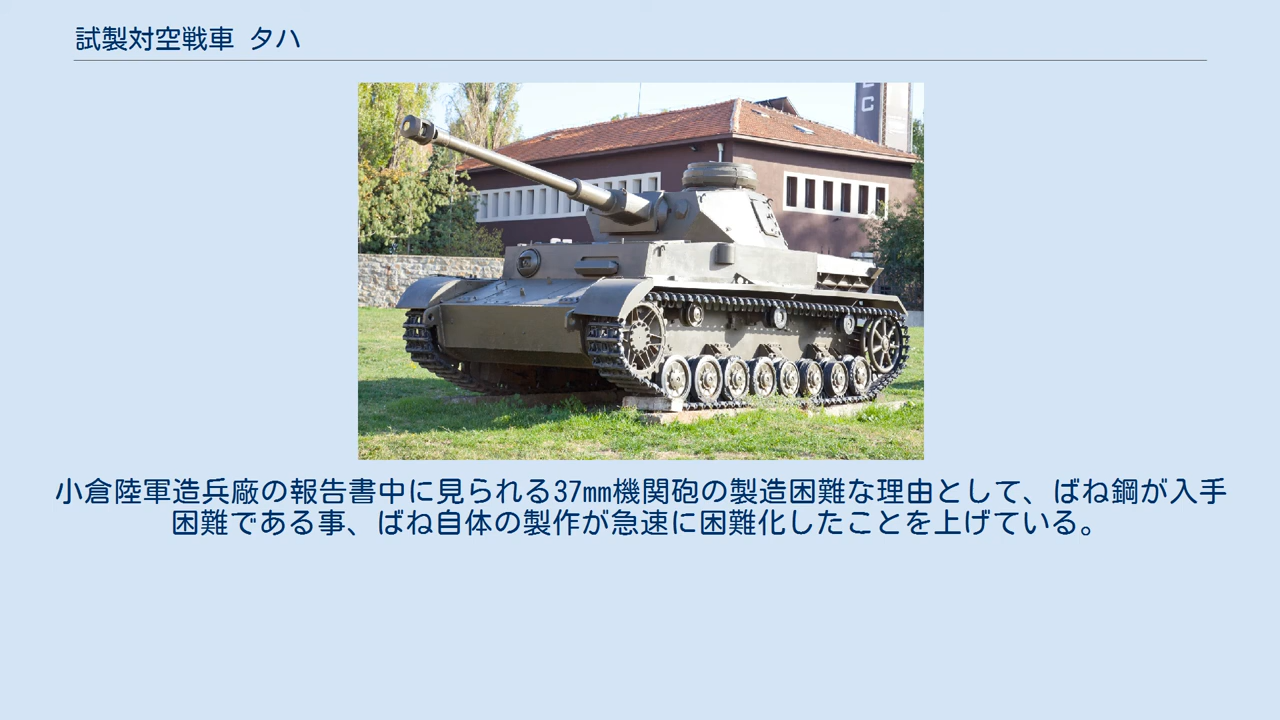 試製対空戦車 タハ
C
小倉陸軍造兵廠の報告書中に見られる37mm機関砲の製造困難な理由として、ばね鋼が入手
困難である事、ばね自体の製作が急速に困難化したことを上げている。